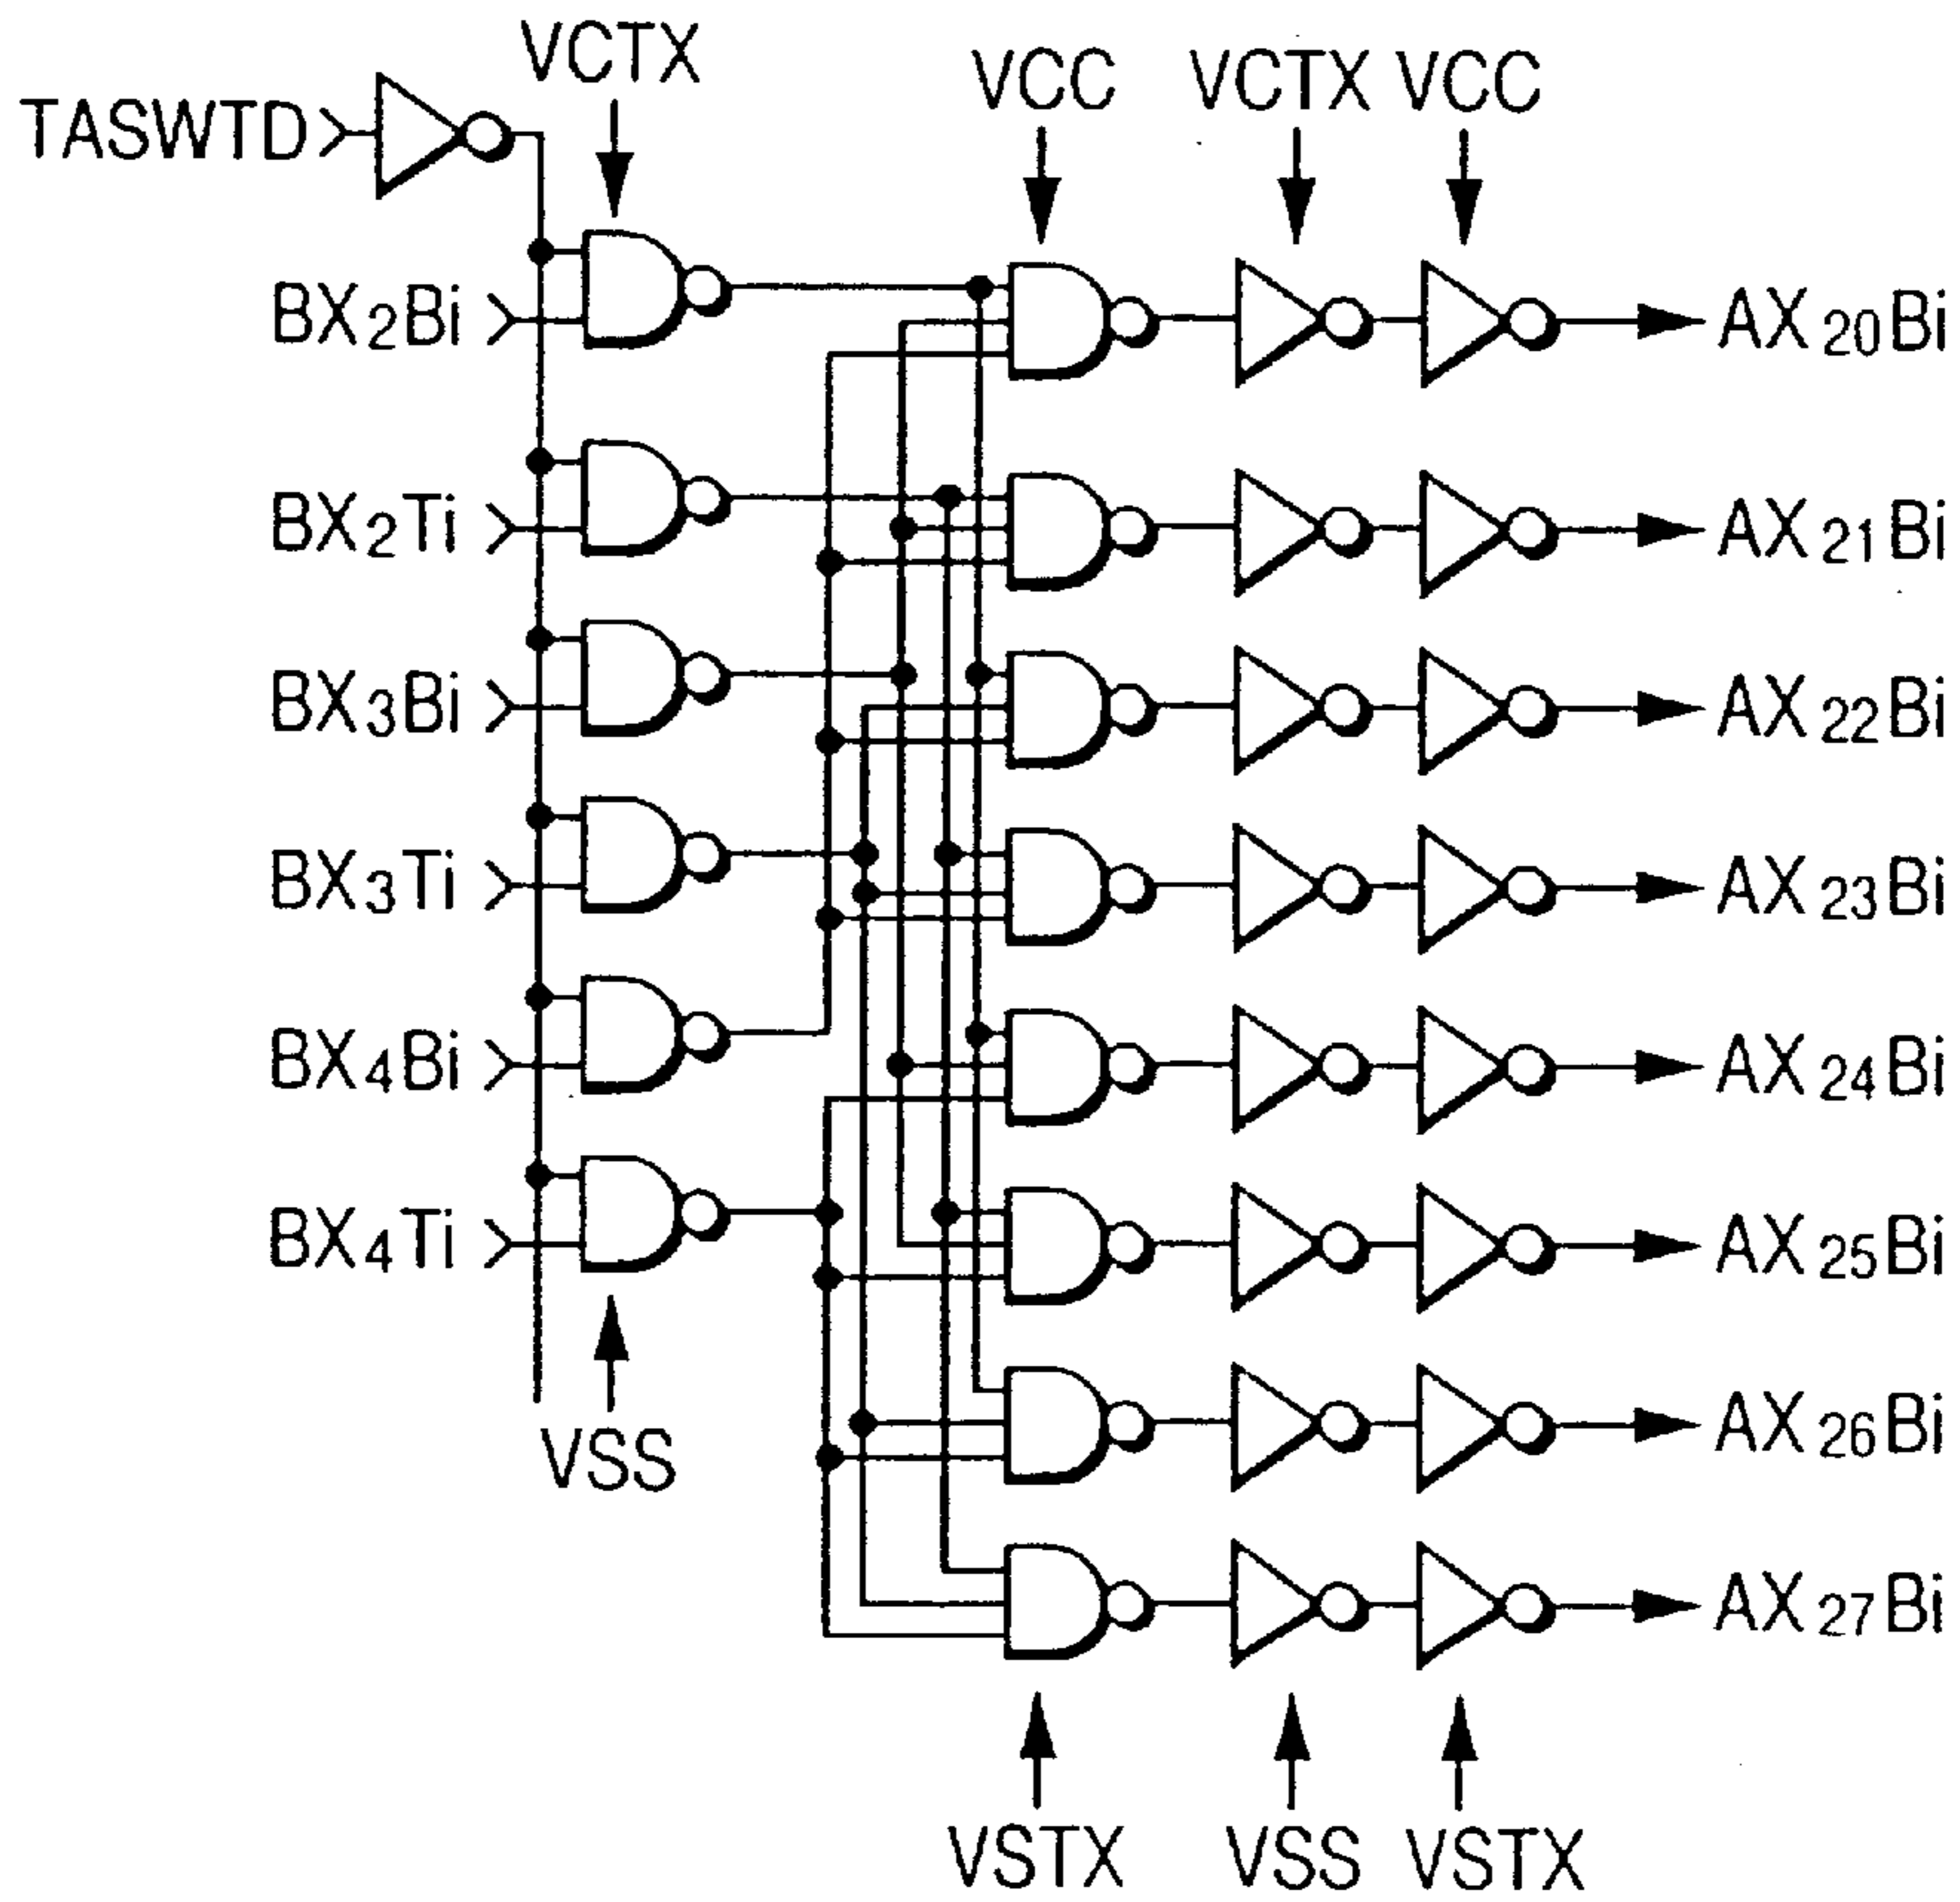 VCTX
VCC VCTX VCC
TASWTD
BX2Bi AX20Bi
BX2Ti AX21Bi
BX3Bi AX22Bi
BX3Ti AX23Bi
BX4Bi AX24Bi
BX4Ti AX25Bi
VSS AX26Bi
AX27Bi
VSTX VSS VSTX